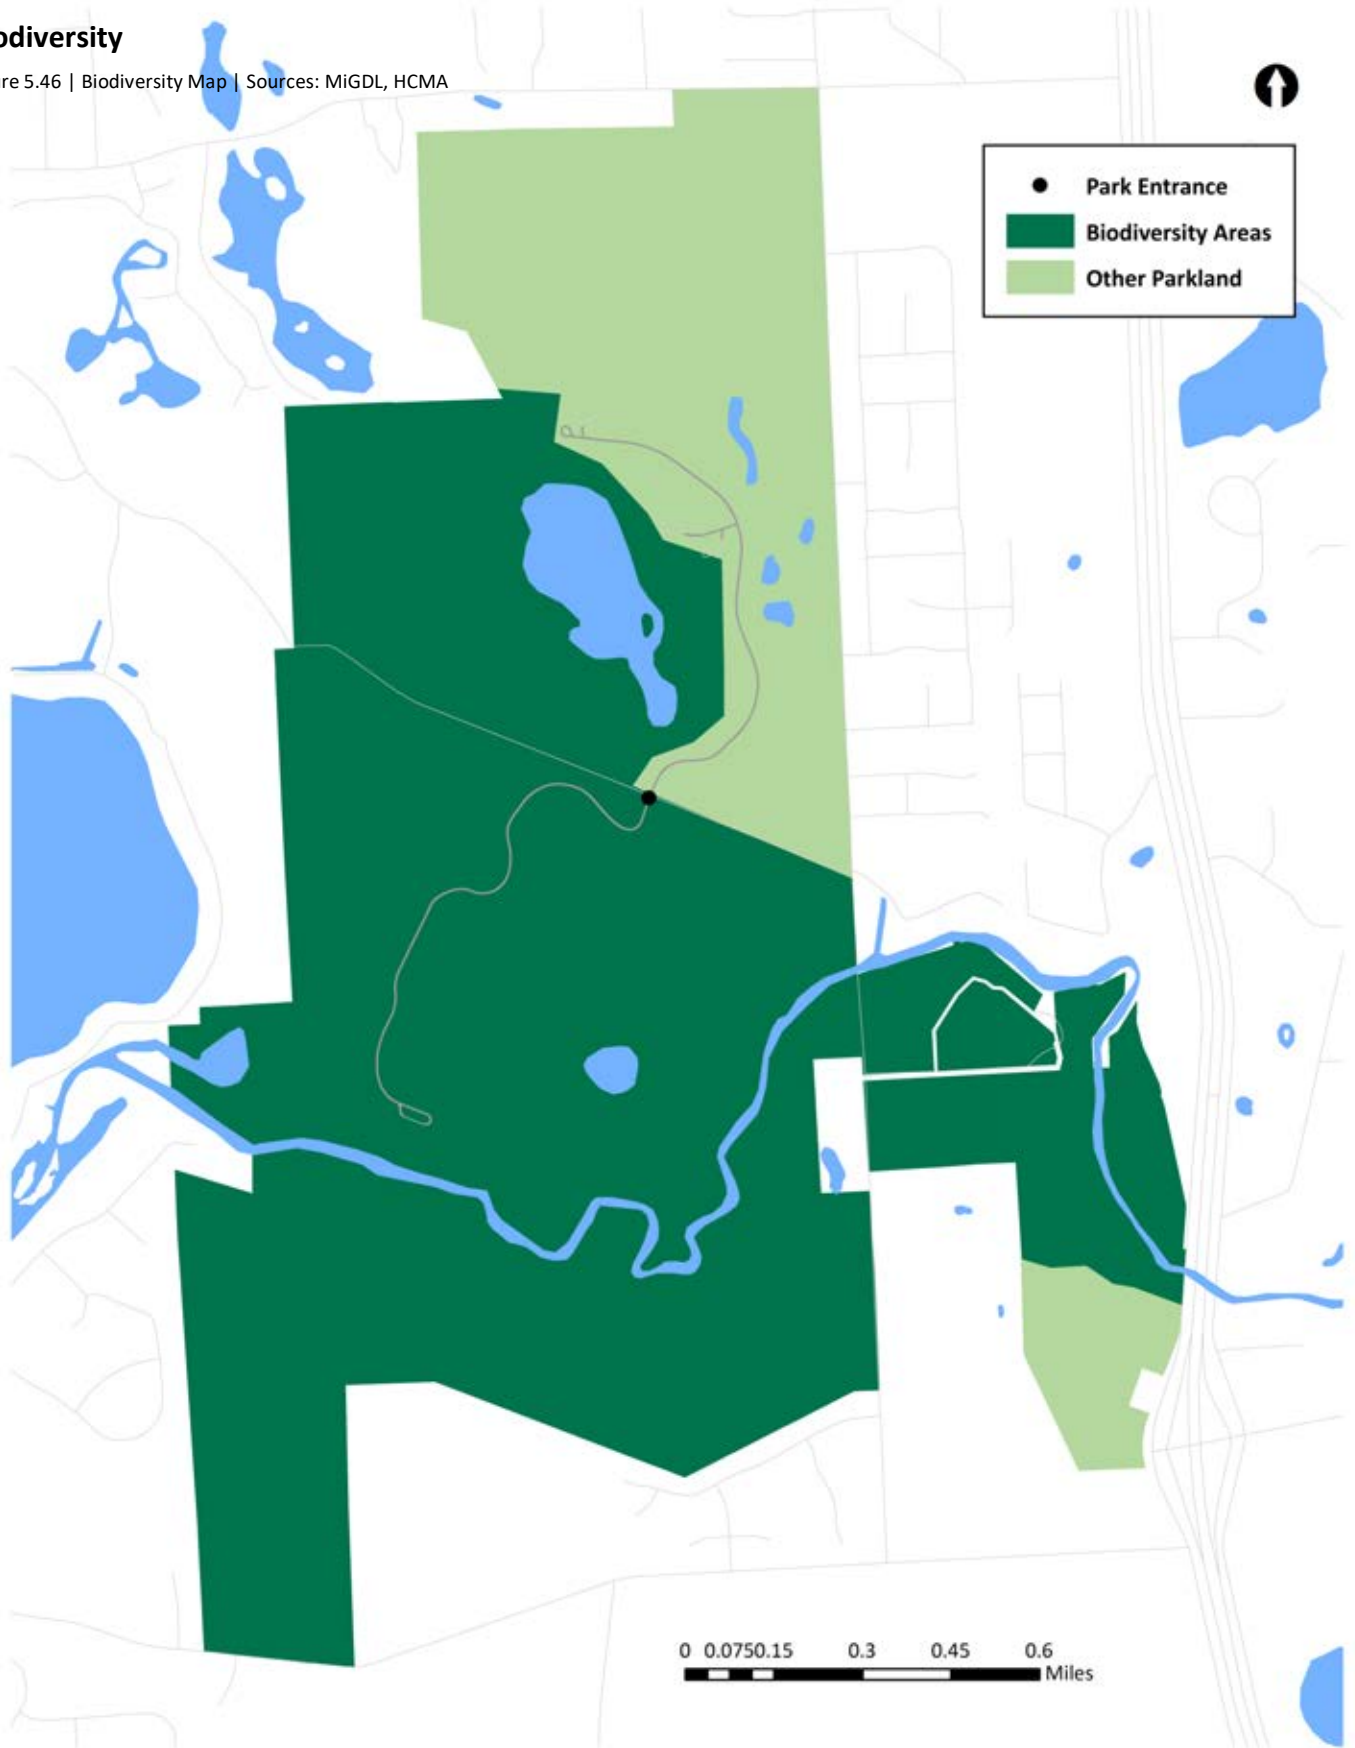 odiversity
re 5.46 | Biodiversity Map | Sources: MiGDL, HCMA
Park Entrance
Biodiversity Areas
Other Parkland
0 0.0750.15 0.3 0.45 0.6
Miles